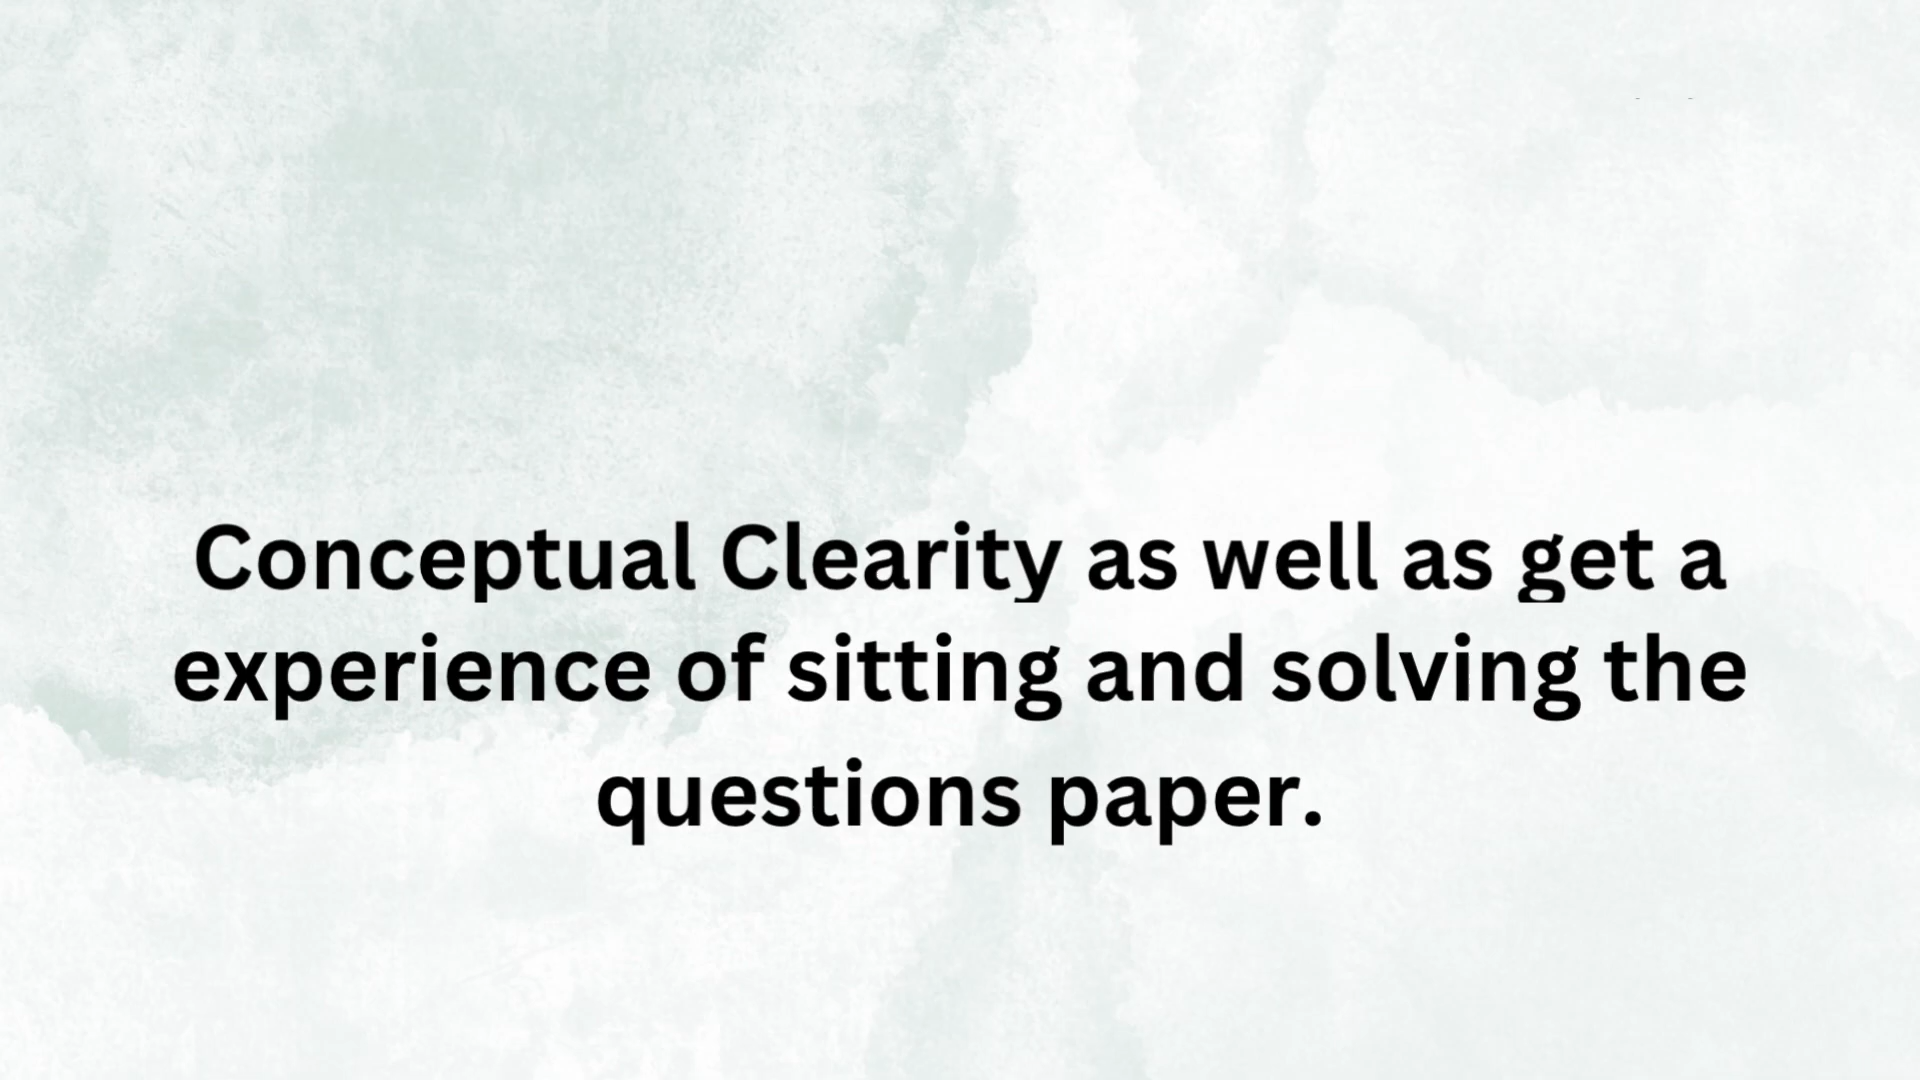 Conceptual Clearity as well as get a
experience of sitting and solving the
questions paper.